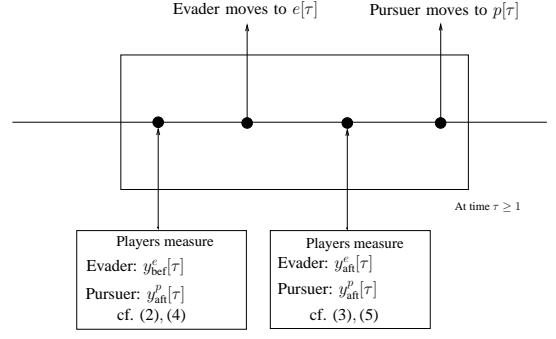 Evader moves to e[τ]
Pursuer moves to p[τ]
At time τ ≥ 1
Players measure
Evader: y^e_bef[τ]
Pursuer: y^p_aft[τ]
cf. (2), (4)
Players measure
Evader: y^e_aft[τ]
Pursuer: y^p_aft[τ]
cf. (3), (5)